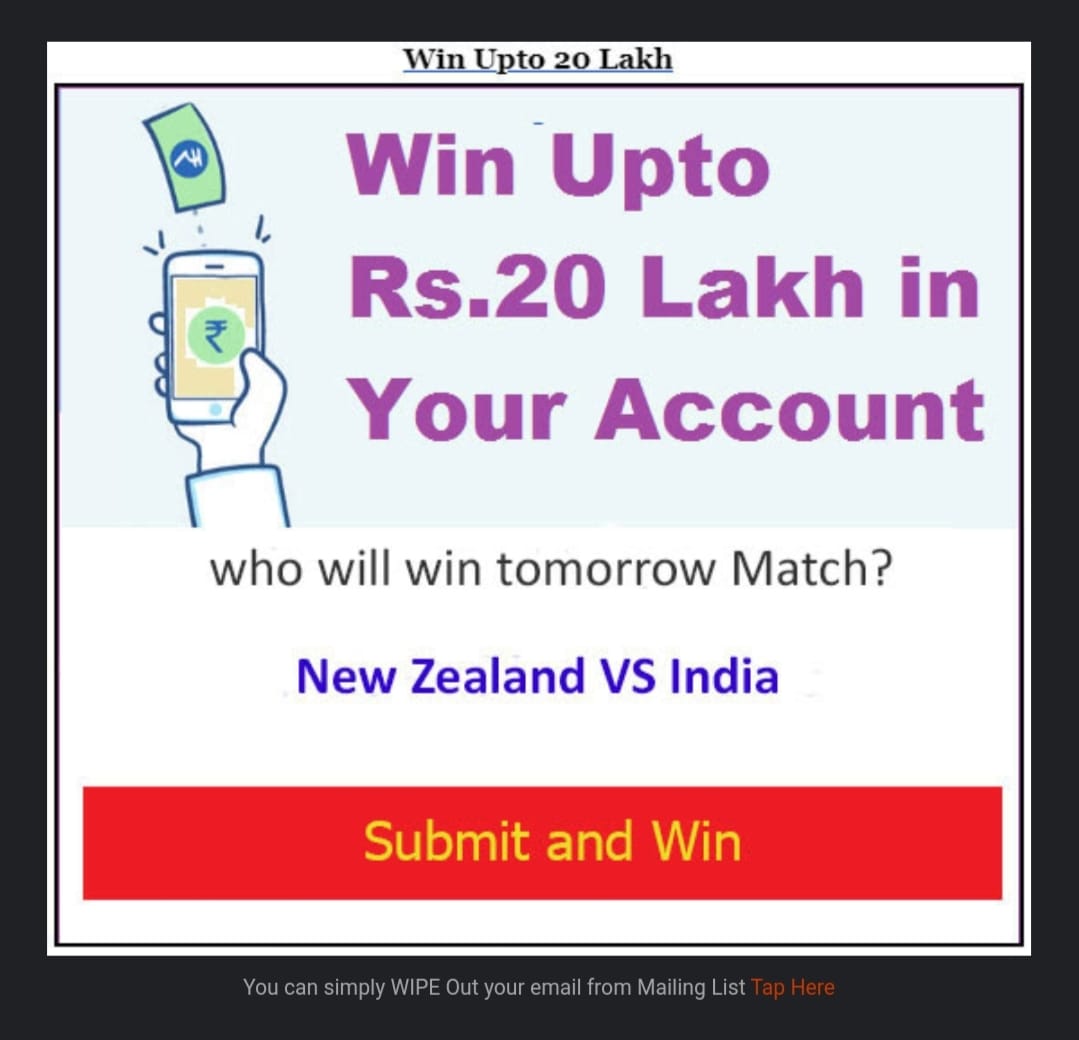 Win Upto 20 Lakh
Win Upto
Rs.20 Lakh in
Your Account
₹
who will win tomorrow Match?
New Zealand VS India
Submit and Win
You can simply WIPE Out your email from Mailing List Tap Here